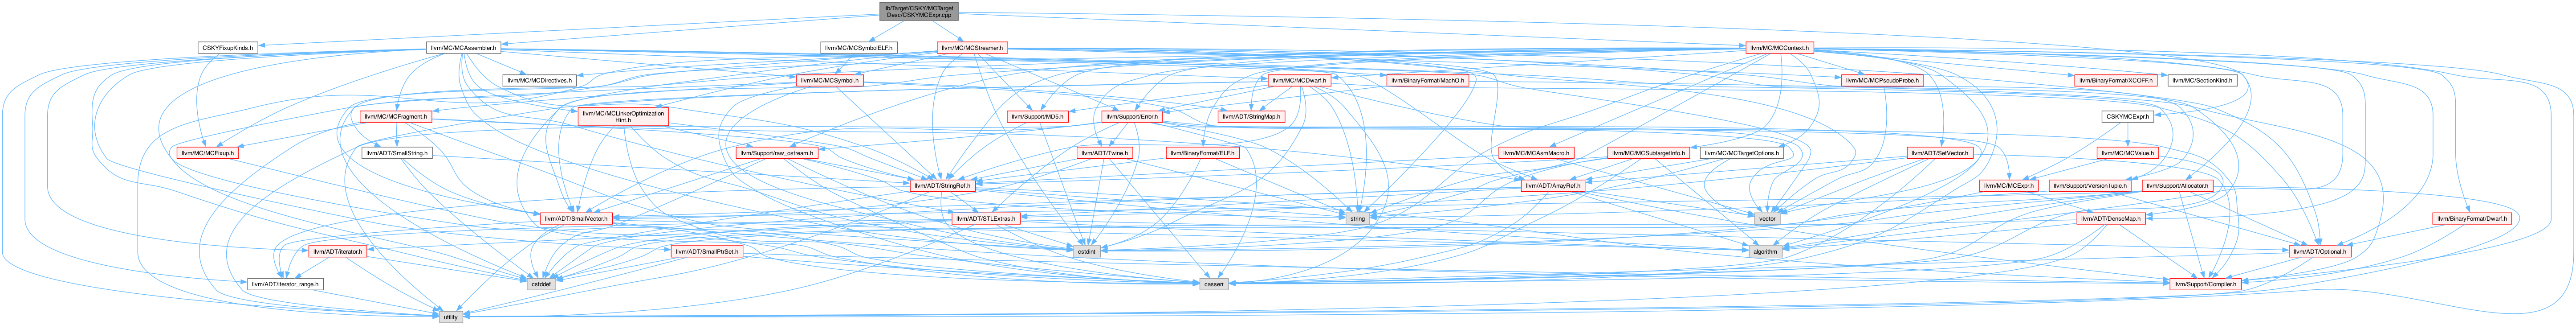 lib/Target/CSKY/MCTarget
Desc/CSKYMCExpr.cpp
CSKYFixupKinds.h
llvm/MC/MCAssembler.h
llvm/MC/MCSymbolELF.h
llvm/MC/MCStreamer.h
llvm/MC/MCContext.h
llvm/MC/MCDirectives.h
llvm/MC/MCSymbol.h
llvm/MC/MCDwarf.h
llvm/BinaryFormat/MachO.h
llvm/MC/MCPseudoProbe.h
llvm/BinaryFormat/XCOFF.h
llvm/MC/SectionKind.h
llvm/MC/MCFragment.h
llvm/MC/MCLinkerOptimization
Hint.h
llvm/Support/MD5.h
llvm/Support/Error.h
llvm/ADT/StringMap.h
CSKYMCExpr.h
llvm/MC/MCFixup.h
llvm/ADT/SmallString.h
llvm/Support/raw_ostream.h
llvm/ADT/Twine.h
llvm/BinaryFormat/ELF.h
llvm/MC/MCAsmMacro.h
llvm/MC/MCSubtargetInfo.h
llvm/MC/MCTargetOptions.h
llvm/ADT/SetVector.h
llvm/MC/MCValue.h
llvm/ADT/StringRef.h
llvm/ADT/ArrayRef.h
llvm/MC/MCExpr.h
llvm/Support/VersionTuple.h
llvm/Support/Allocator.h
llvm/ADT/SmallVector.h
llvm/ADT/STLExtras.h
string
vector
llvm/ADT/DenseMap.h
llvm/BinaryFormat/Dwarf.h
llvm/ADT/iterator.h
llvm/ADT/SmallPtrSet.h
cstdint
algorithm
llvm/ADT/Optional.h
llvm/ADT/iterator_range.h
cstddef
cassert
llvm/Support/Compiler.h
utility